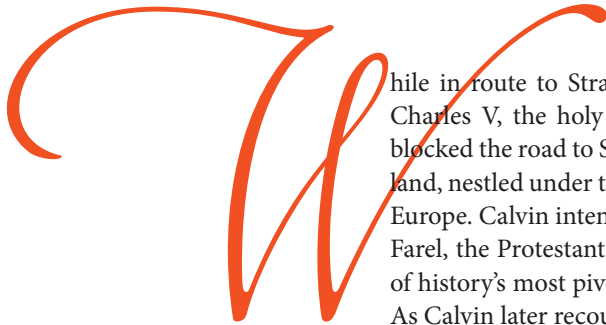 While in route to Stra
Charles V, the holy
blocked the road to S
land, nestled under t
Europe. Calvin inten
Farel, the Protestant
of history’s most piv
As Calvin later recou